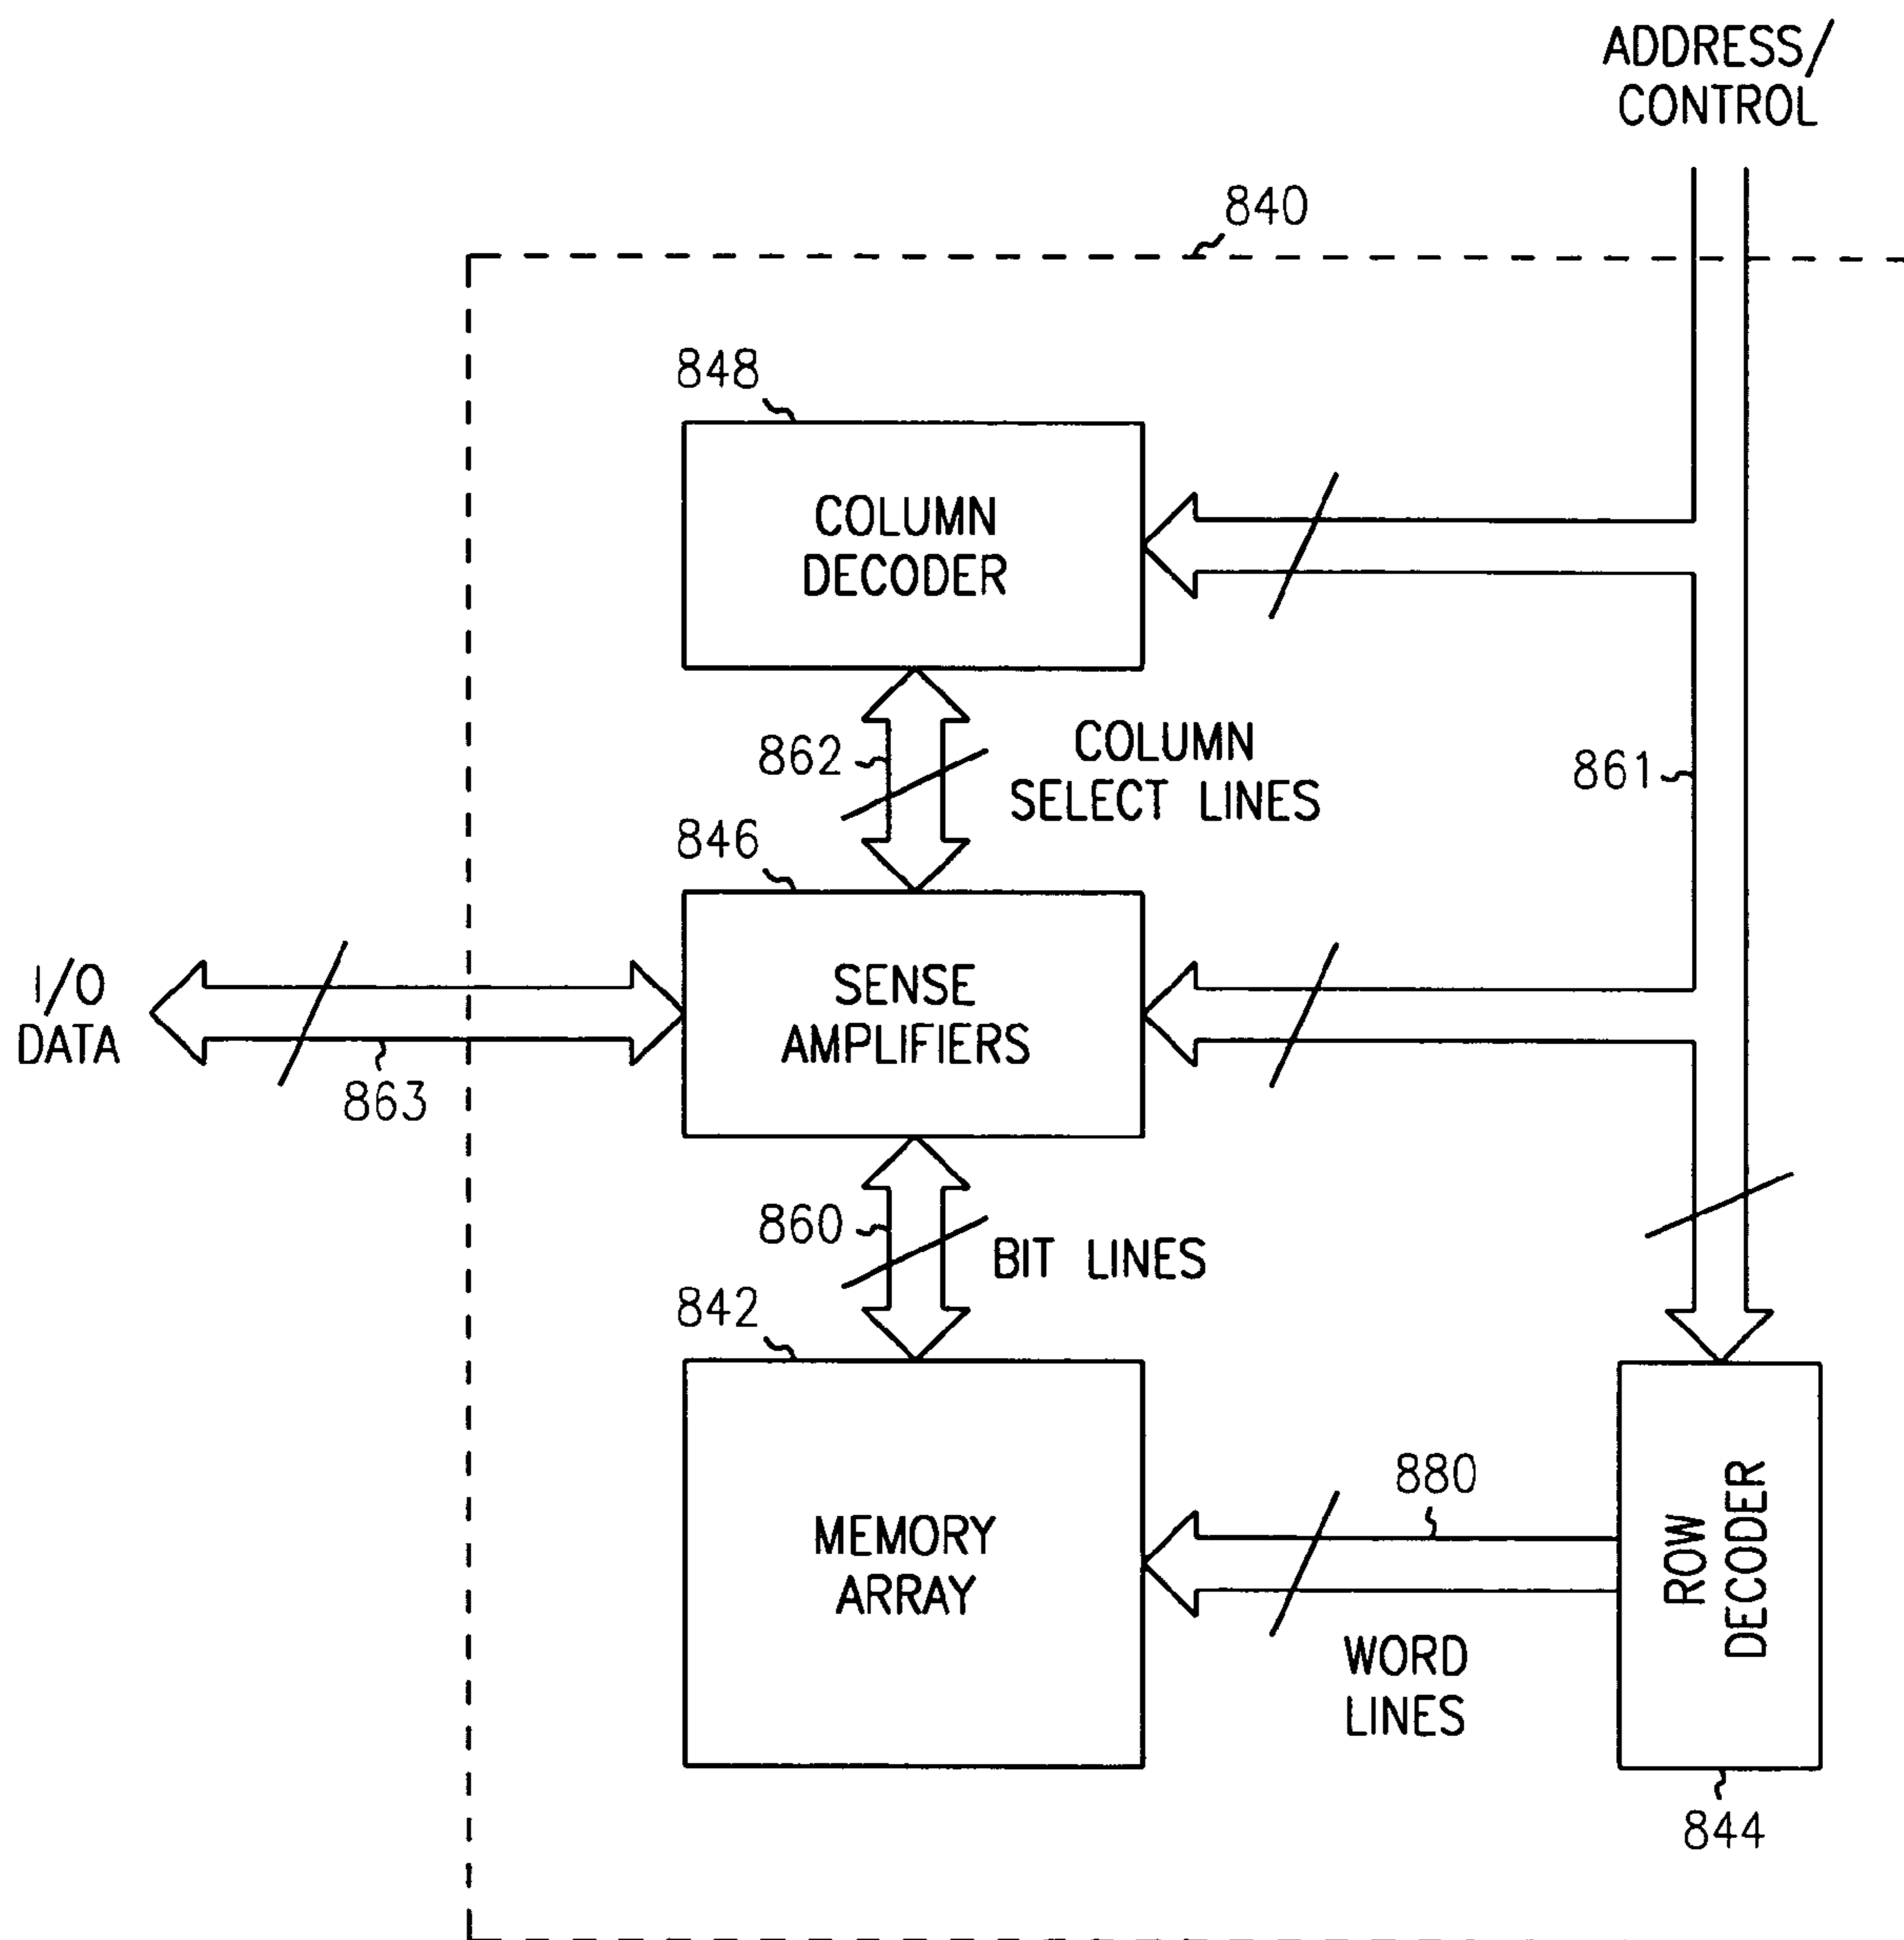 ADDRESS/
CONTROL
840
848
COLUMN
DECODER
862
COLUMN
SELECT LINES
861
846
SENSE
AMPLIFIERS
I/O
DATA
863
860
BIT LINES
842
MEMORY
ARRAY
880
WORD
LINES
ROW
DECODER
844